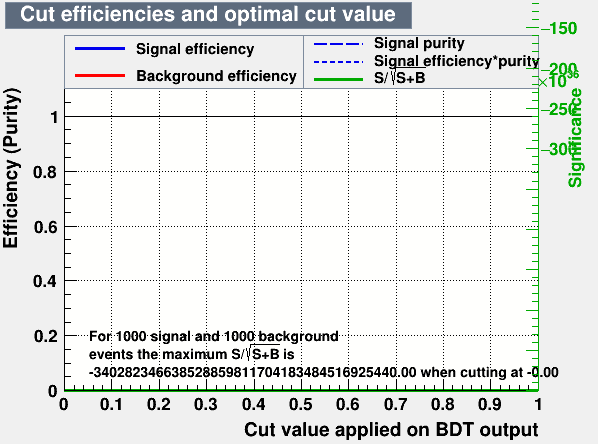 Cut efficiencies and optimal cut value
Signal efficiency
Background efficiency
Signal purity
Signal efficiency*purity
S/√S+B
Efficiency (Purity)
1
0.8
0.6
0.4
0.2
0
For 1000 signal and 1000 background
events the maximum S/√S+B is
-340282346638528859811704183484516925440.00 when cutting at -0.00
0 0.1 0.2 0.3 0.4 0.5 0.6 0.7 0.8 0.9 1
Cut value applied on BDT output
−150
−200
×10³⁶
−250
−300
Significance